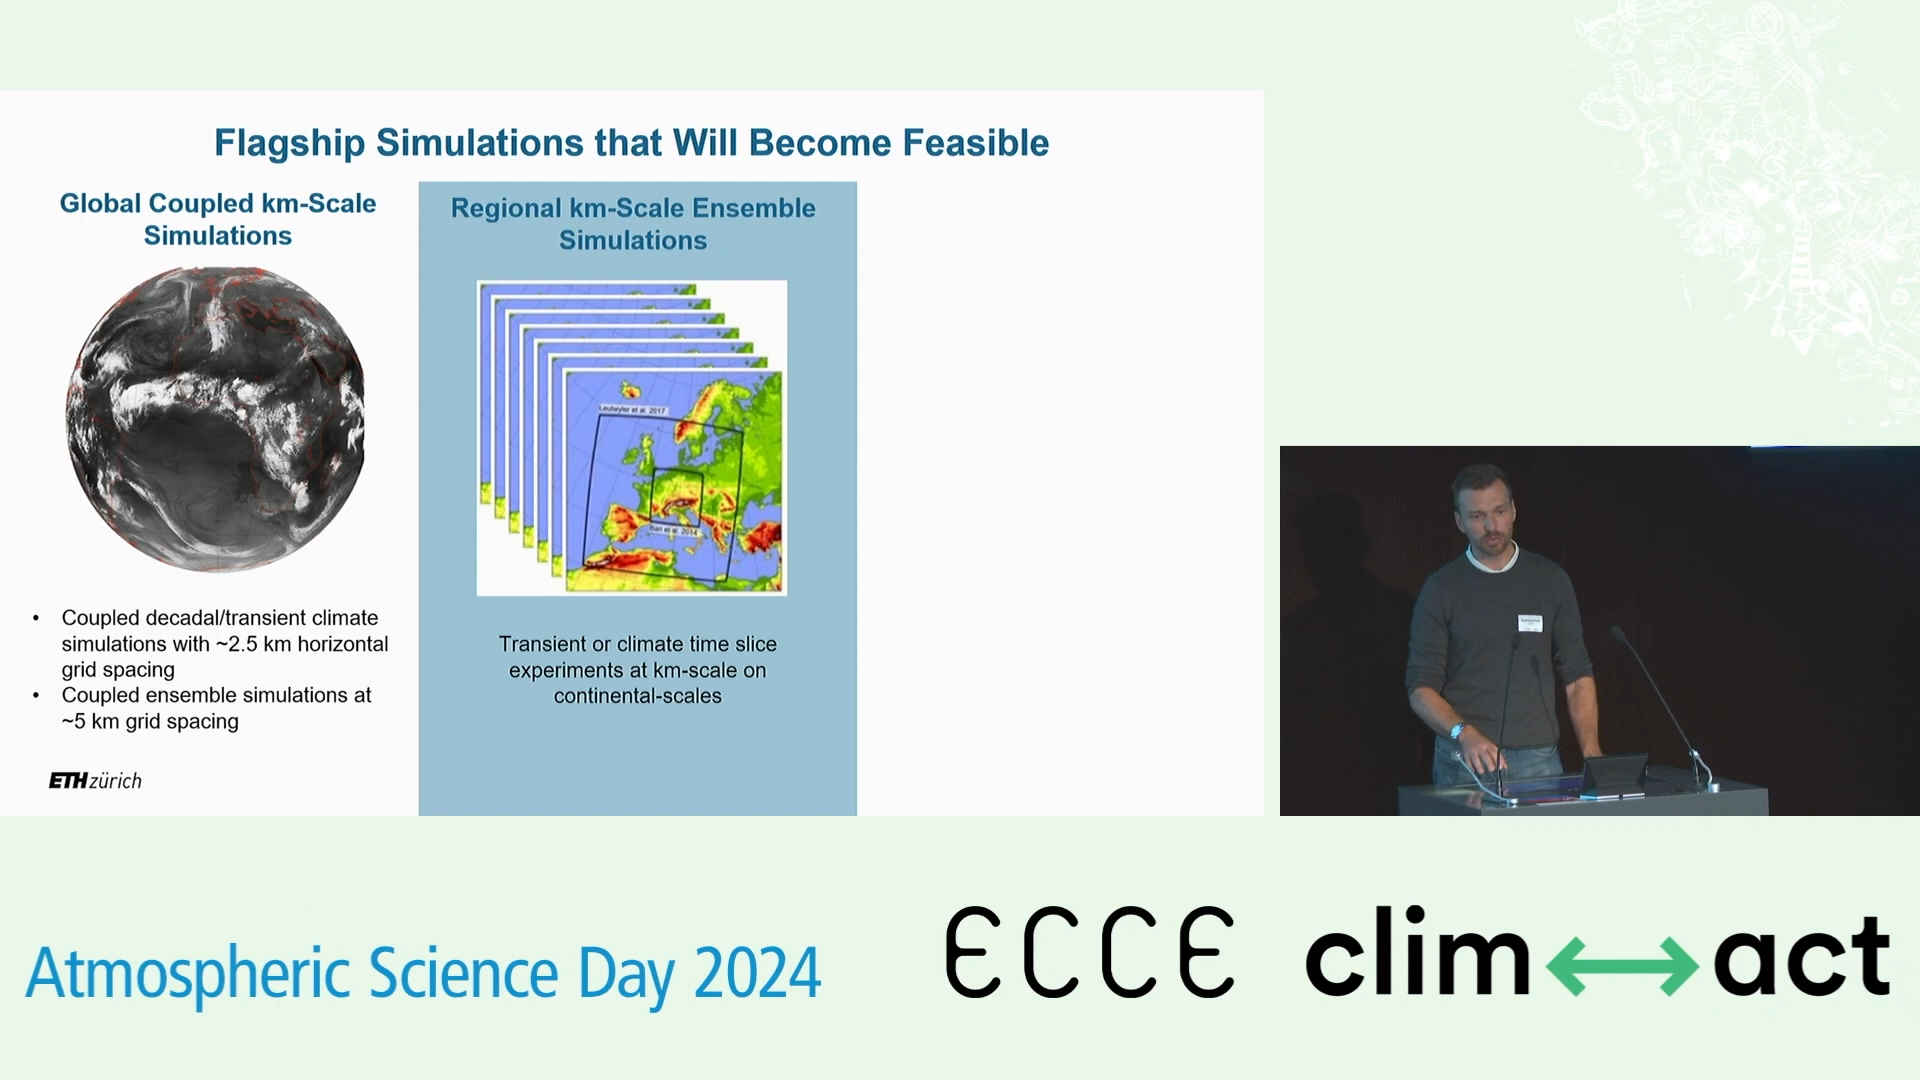 Flagship Simulations that Will Become Feasible
Global Coupled km-Scale
Simulations
• Coupled decadal/transient climate
simulations with ~2.5 km horizontal
grid spacing
• Coupled ensemble simulations at
~5 km grid spacing
Regional km-Scale Ensemble
Simulations
Leutwyler et al. 2017
Ban et al. 2014
Transient or climate time slice
experiments at km-scale on
continental-scales
ETH zürich
Atmospheric Science Day 2024
ECCE
clim act